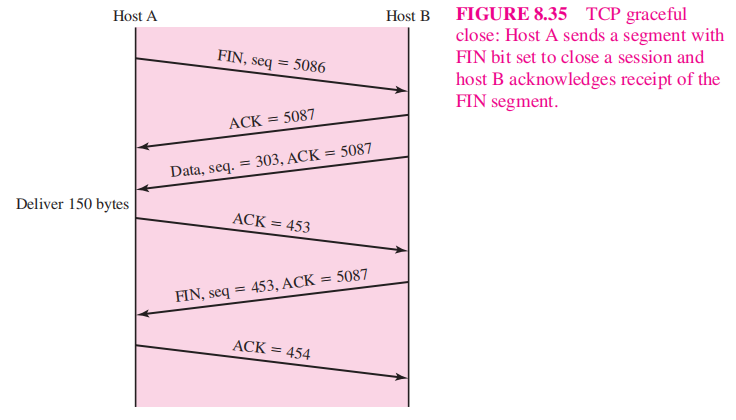 Host A
Host B
FIN, seq = 5086
ACK = 5087
Data, seq. = 303, ACK = 5087
Deliver 150 bytes
ACK = 453
FIN, seq = 453, ACK = 5087
ACK = 454
FIGURE 8.35 TCP graceful
close: Host A sends a segment with
FIN bit set to close a session and
host B acknowledges receipt of the
FIN segment.